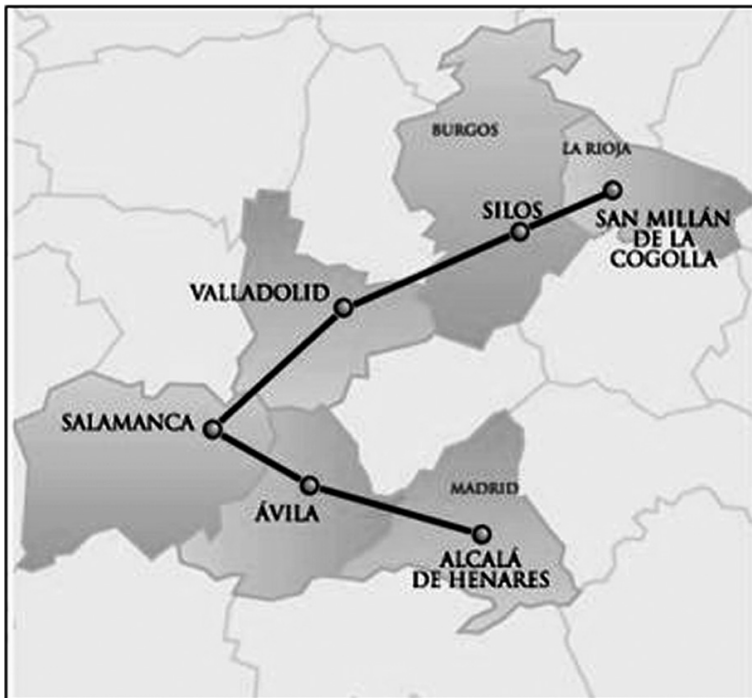 BURGOS
LA RIOJA
SILOS
SAN MILLÁN
DE LA
COGOLLA
VALLADOLID
SALAMANCA
ÁVILA
MADRID
ALCALÁ
DE HENARES